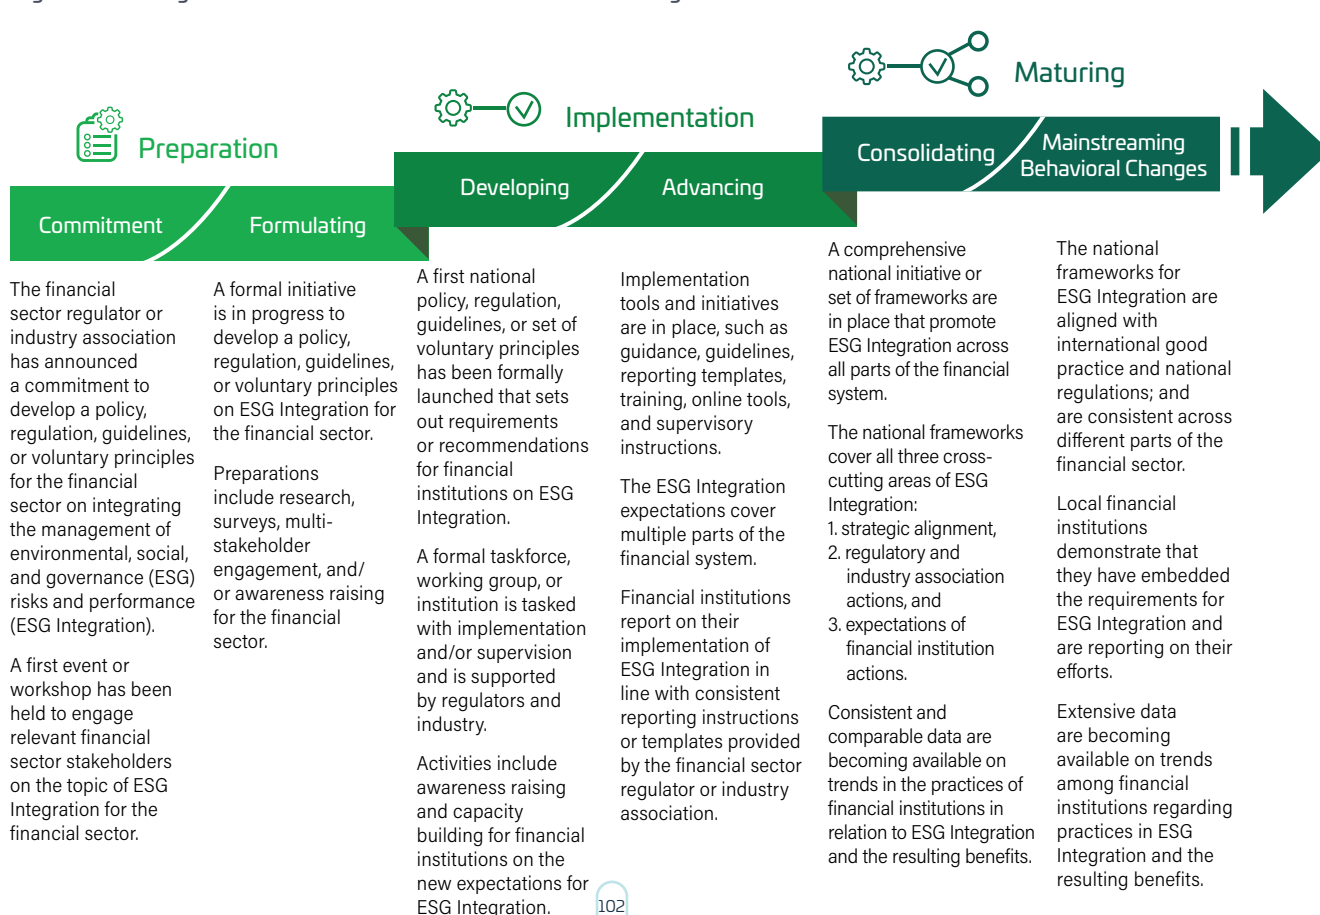 Preparation
Commitment
Formulating
The financial
sector regulator or
industry association
has announced
a commitment to
develop a policy,
regulation, guidelines,
or voluntary principles
for the financial
sector on integrating
the management of
environmental, social,
and governance (ESG)
risks and performance
(ESG Integration).
A first event or
workshop has been
held to engage
relevant financial
sector stakeholders
on the topic of ESG
Integration for the
financial sector.
A formal initiative
is in progress to
develop a policy,
regulation, guidelines,
or voluntary principles
on ESG Integration for
the financial sector.
Preparations
include research,
surveys, multi-
stakeholder
engagement, and/
or awareness raising
for the financial
sector.
Implementation
Developing
Advancing
A first national
policy, regulation,
guidelines, or set of
voluntary principles
has been formally
launched that sets
out requirements
or recommendations
for financial
institutions on ESG
Integration.
A formal taskforce,
working group, or
institution is tasked
with implementation
and/or supervision
and is supported
by regulators and
industry.
Activities include
awareness raising
and capacity
building for financial
institutions on the
new expectations for
ESG Integration.
Implementation
tools and initiatives
are in place, such as
guidance, guidelines,
reporting templates,
training, online tools,
and supervisory
instructions.
The ESG Integration
expectations cover
multiple parts of the
financial system.
Financial institutions
report on their
implementation of
ESG Integration in
line with consistent
reporting instructions
or templates provided
by the financial sector
regulator or industry
association.
Maturing
Consolidating
Mainstreaming
Behavioral Changes
A comprehensive
national initiative or
set of frameworks are
in place that promote
ESG Integration across
all parts of the financial
system.
The national frameworks
cover all three cross-
cutting areas of ESG
Integration:
1. strategic alignment,
2. regulatory and
industry association
actions, and
3. expectations of
financial institution
actions.
Consistent and
comparable data are
becoming available on
trends in the practices of
financial institutions in
relation to ESG Integration
and the resulting benefits.
The national
frameworks for
ESG Integration are
aligned with
international good
practice and national
regulations; and
are consistent across
different parts of the
financial sector.
Local financial
institutions
demonstrate that
they have embedded
the requirements for
ESG Integration and
are reporting on their
efforts.
Extensive data
are becoming
available on trends
among financial
institutions regarding
practices in ESG
Integration and the
resulting benefits.
102